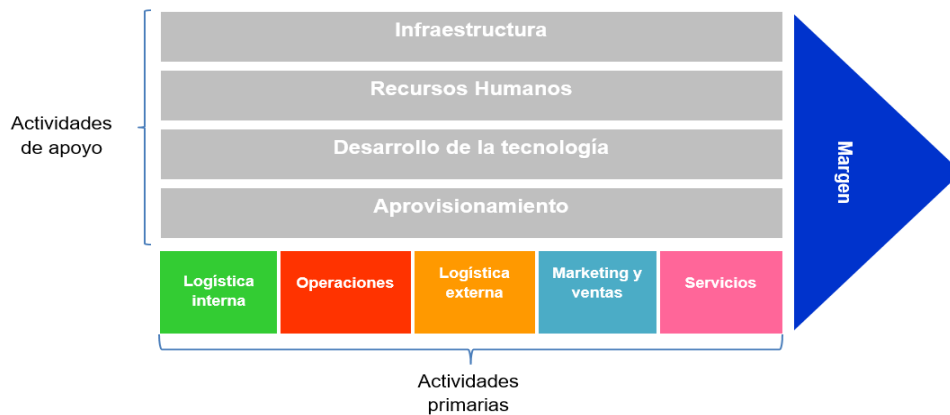 Infraestructura
Recursos Humanos
Actividades
de apoyo
Desarrollo de la tecnología
Margen
Aprovisionamiento
Logística
interna
Operaciones
Logística
externa
Marketing y
ventas
Servicios
Actividades
primarias